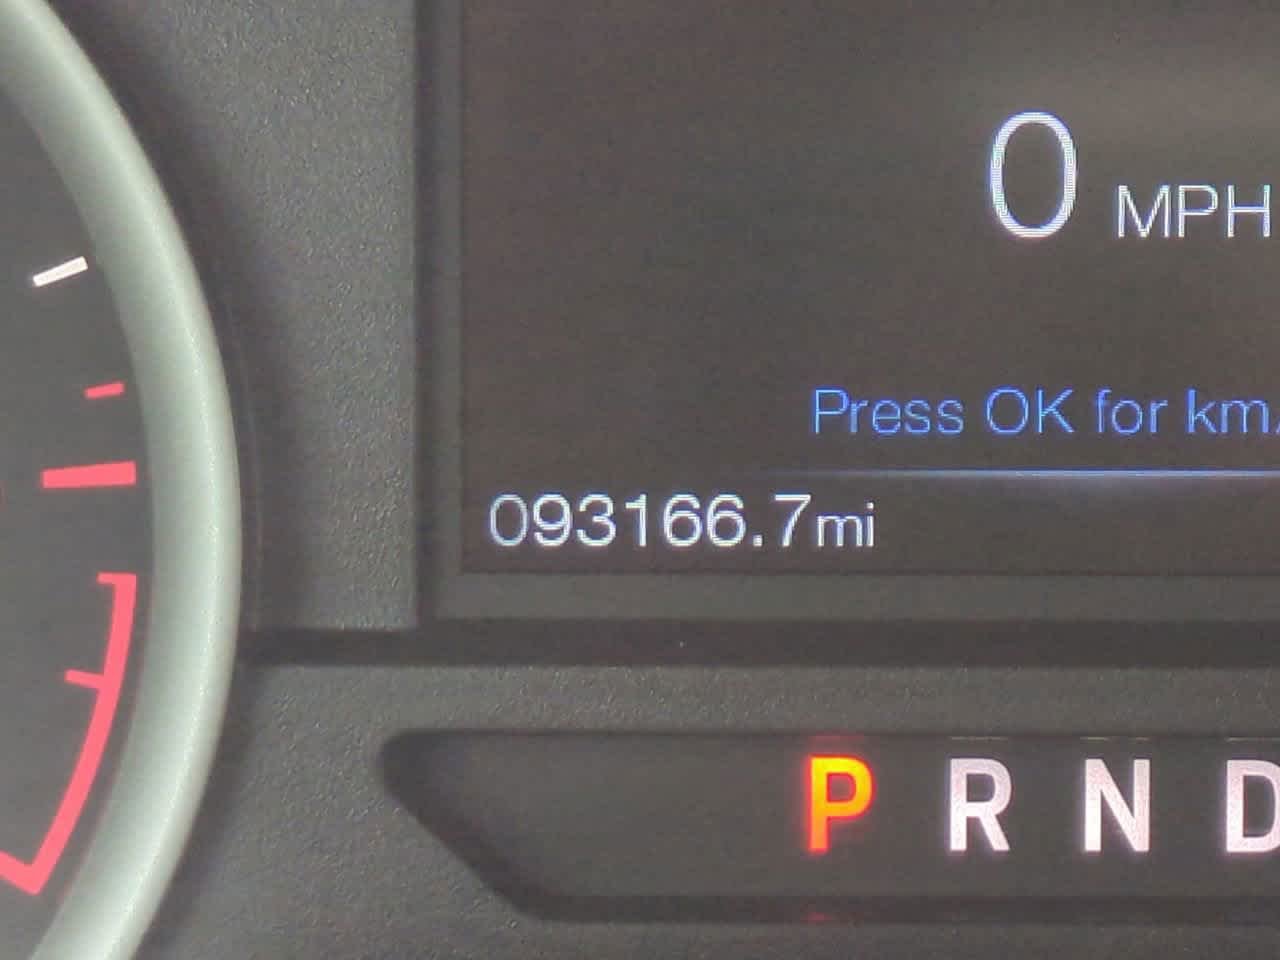 0 MPH
Press OK for km/
093166.7mi
P R N D